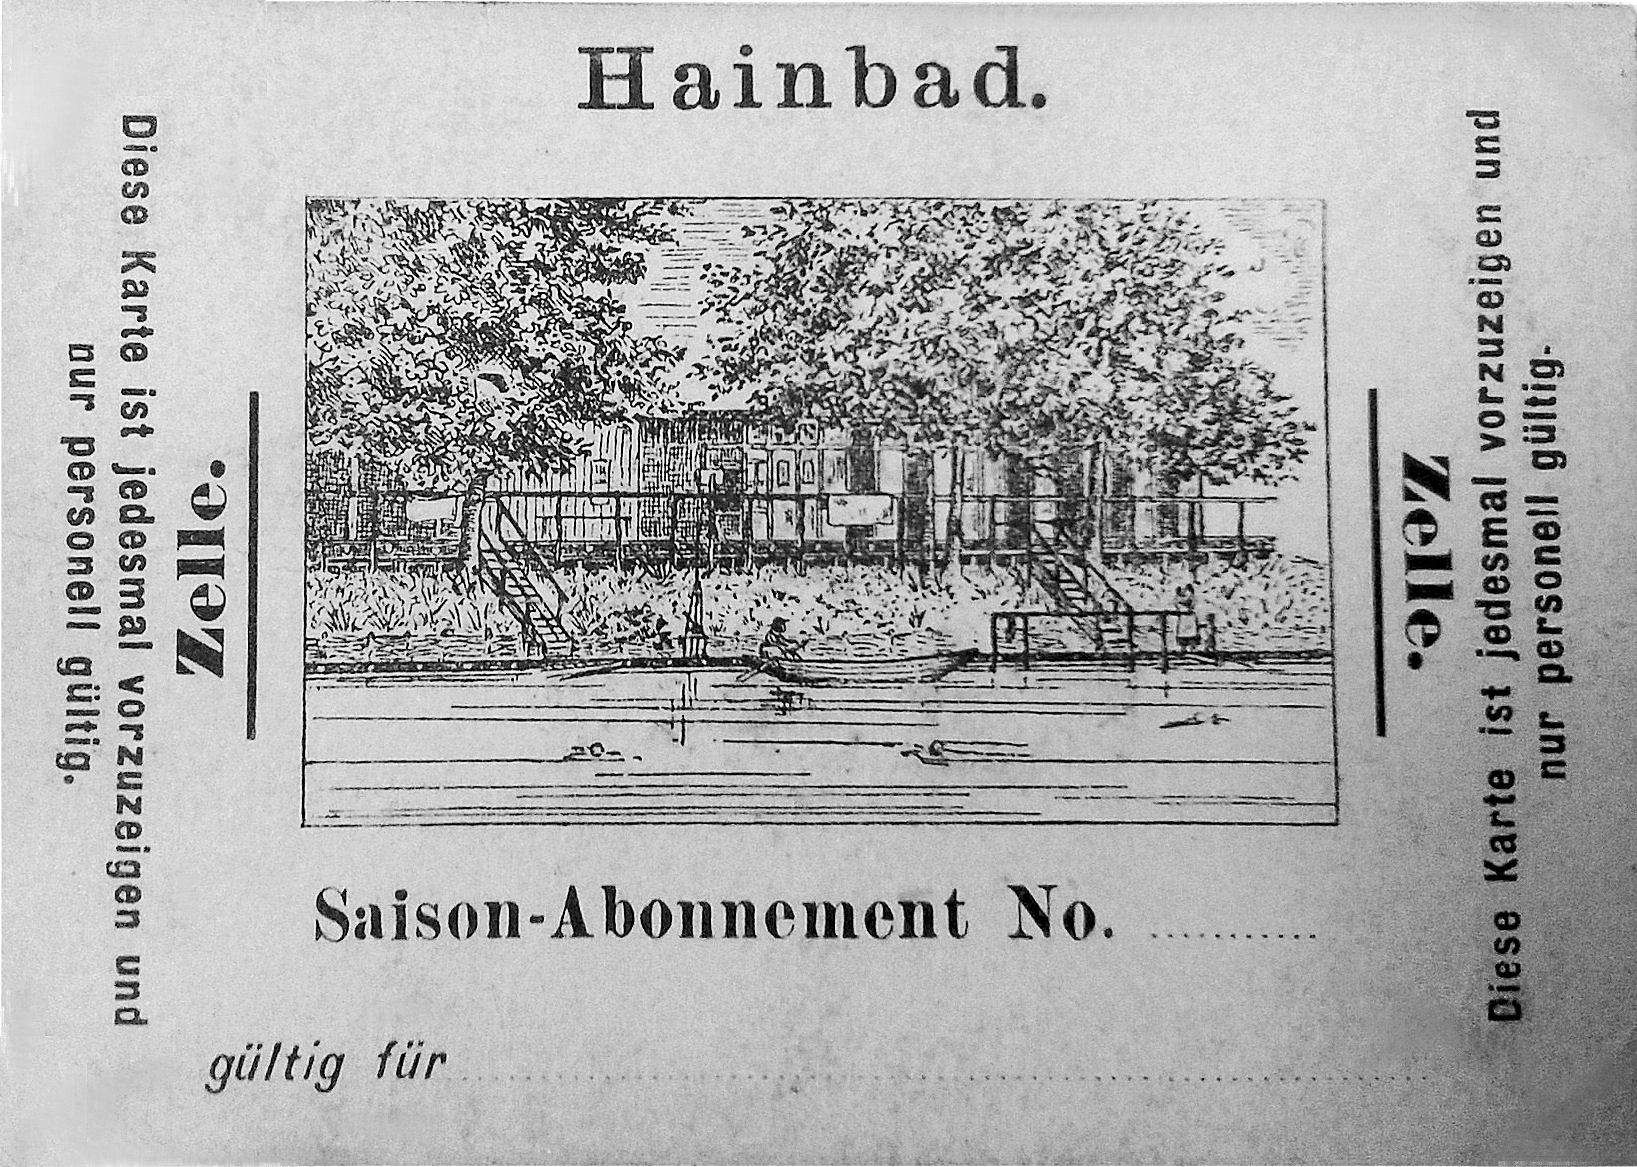 Hainbad.
Diese Karte ist jedesmal vorzuzeigen und
nur personell gültig.
Zelle.
Zelle.
Diese Karte ist jedesmal vorzuzeigen und
nur personell gültig.
Saison-Abonnement No. ...........
gültig für ................................................